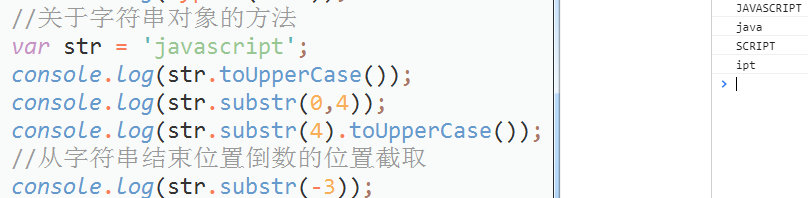 //关于字符串对象的方法
var str = 'javascript';
console.log(str.toUpperCase());
console.log(str.substr(0,4));
console.log(str.substr(4).toUpperCase());
//从字符串结束位置倒数的位置截取
console.log(str.substr(-3));
JAVASCRIPT
java
SCRIPT
ipt
>